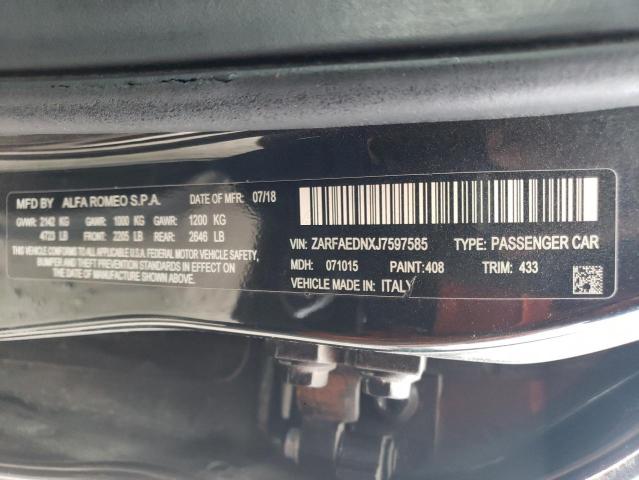 MFD BY ALFA ROMEO S.P.A. DATE OF MFR: 07/18
GVWR: 2142 KG GAWR: 1000 KG GAWR: 1200 KG
4723 LB FRONT: 2205 LB REAR: 2646 LB
THIS VEHICLE CONFORMS TO ALL APPLICABLE U.S. FEDERAL MOTOR VEHICLE SAFETY,
BUMPER AND THEFT PREVENTION STANDARDS IN EFFECT ON THE DATE
OF MANUFACTURE SHOWN ABOVE.
VIN: ZARFAEDNXJ7597585 TYPE: PASSENGER CAR
MDH: 071015 PAINT: 408 TRIM: 433
VEHICLE MADE IN: ITALY